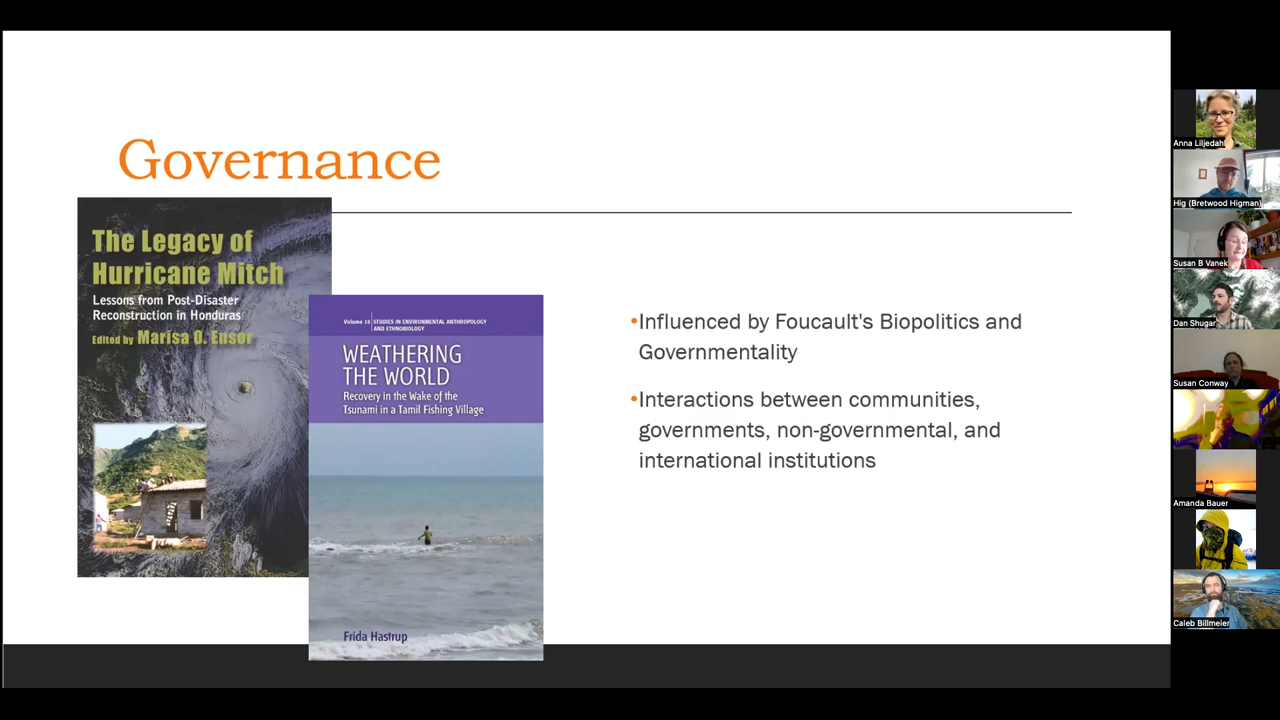 Governance
The Legacy of
Hurricane Mitch
Lessons from Post-Disaster
Reconstruction in Honduras
Edited by Marisa O. Ensor
Volume 16 STUDIES IN ENVIRONMENTAL ANTHROPOLOGY
AND ETHNOBIOLOGY
WEATHERING
THE WORLD
Recovery in the Wake of the
Tsunami in a Tamil Fishing Village
Frida Hastrup
•Influenced by Foucault's Biopolitics and
Governmentality
•Interactions between communities,
governments, non-governmental, and
international institutions
Anna Liljedahl
Hig (Bretwood Higman)
Susan B Vanek
Dan Shugar
Susan Conway
Amanda Bauer
Caleb Billmeier